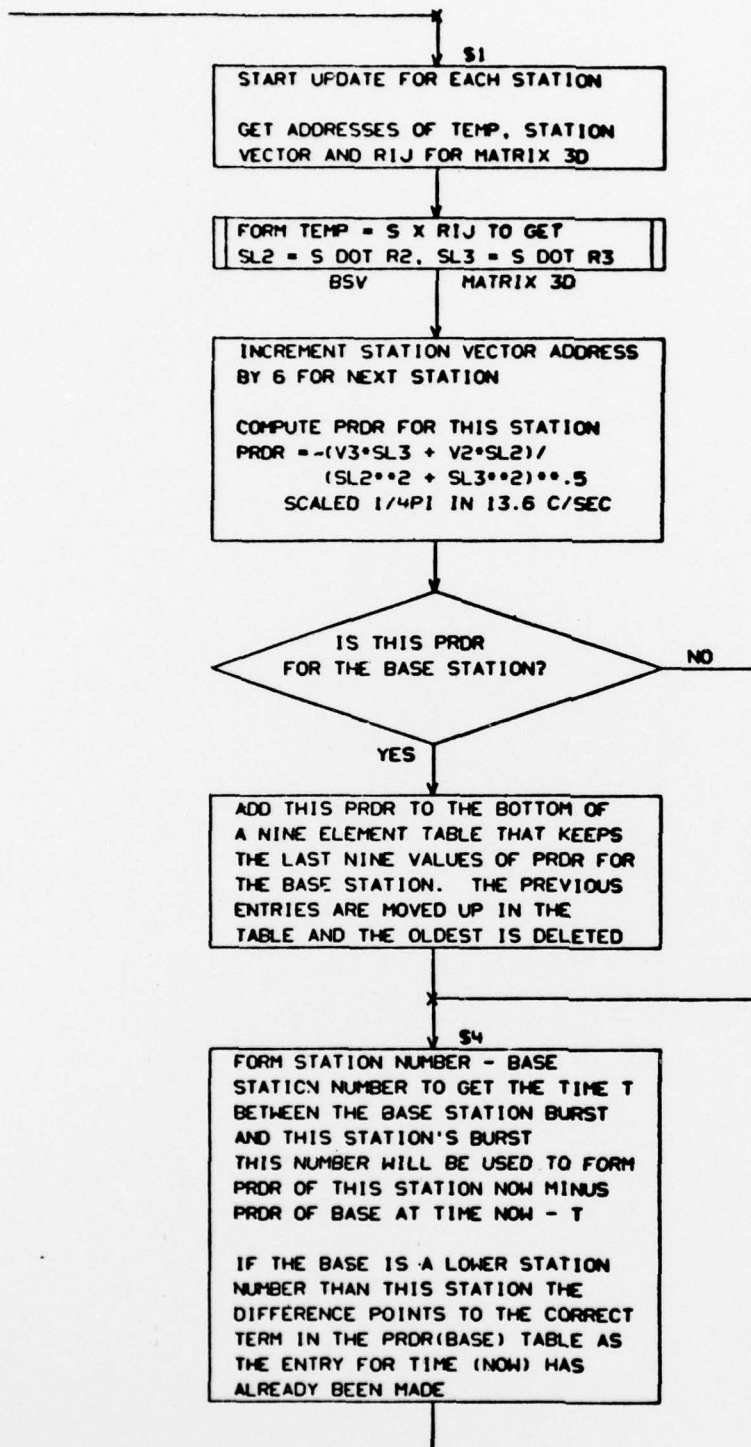 $1
START UPDATE FOR EACH STATION
GET ADDRESSES OF TEMP, STATION
VECTOR AND RIJ FOR MATRIX 3D
FORM TEMP = S X RIJ TO GET
SL2 = S DOT R2, SL3 = S DOT R3
BSV MATRIX 3D
INCREMENT STATION VECTOR ADDRESS
BY 6 FOR NEXT STATION
COMPUTE PRDR FOR THIS STATION
PRDR =-(V3*SL3 + V2*SL2)/
(SL2**2 + SL3**2)**.5
SCALED 1/4PI IN 13.6 C/SEC
IS THIS PRDR
FOR THE BASE STATION?
NO
YES
ADD THIS PRDR TO THE BOTTOM OF
A NINE ELEMENT TABLE THAT KEEPS
THE LAST NINE VALUES OF PRDR FOR
THE BASE STATION. THE PREVIOUS
ENTRIES ARE MOVED UP IN THE
TABLE AND THE OLDEST IS DELETED
$4
FORM STATION NUMBER - BASE
STATION NUMBER TO GET THE TIME T
BETWEEN THE BASE STATION BURST
AND THIS STATION'S BURST
THIS NUMBER WILL BE USED TO FORM
PRDR OF THIS STATION NOW MINUS
PRDR OF BASE AT TIME NOW - T
IF THE BASE IS A LOWER STATION
NUMBER THAN THIS STATION THE
DIFFERENCE POINTS TO THE CORRECT
TERM IN THE PRDR(BASE) TABLE AS
THE ENTRY FOR TIME (NOW) HAS
ALREADY BEEN MADE